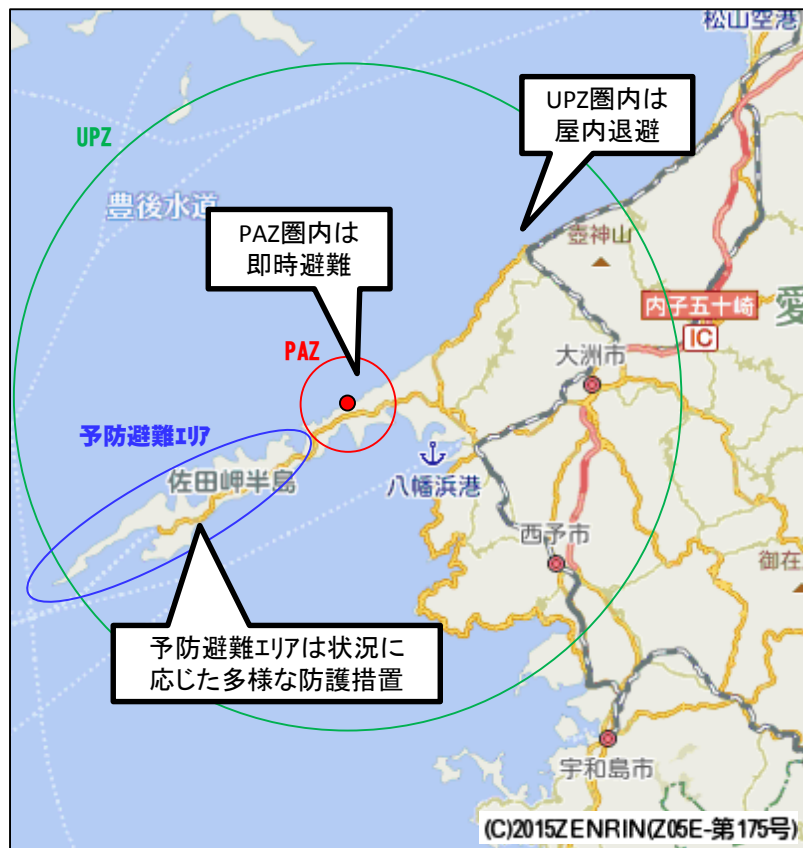 松山空港
UPZ圏内は
屋内退避
UPZ
豊後水道
PAZ圏内は
即時避難
壺神山
内子五十崎
IC
愛
PAZ
大洲市
予防避難エリア
佐田岬半島
八幡浜港
西予市
御在
予防避難エリアは状況に
応じた多様な防護措置
宇和島市
(C)2015ZENRIN(Z05E-第175号)